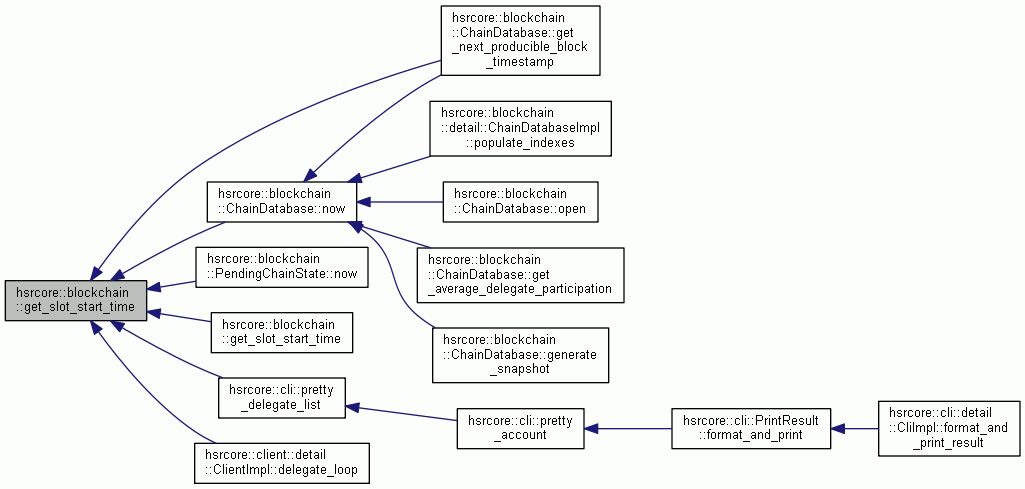 hsrcore::blockchain
::ChainDatabase::get
_next_producible_block
_timestamp
hsrcore::blockchain
::detail::ChainDatabaseImpl
::populate_indexes
hsrcore::blockchain
::ChainDatabase::now
hsrcore::blockchain
::ChainDatabase::open
hsrcore::blockchain
::PendingChainState::now
hsrcore::blockchain
::ChainDatabase::get
_average_delegate_participation
hsrcore::blockchain
::get_slot_start_time
hsrcore::blockchain
::get_slot_start_time
hsrcore::blockchain
::ChainDatabase::generate
_snapshot
hsrcore::cli::pretty
_delegate_list
hsrcore::cli::pretty
_account
hsrcore::cli::PrintResult
::format_and_print
hsrcore::cli::detail
::CliImpl::format_and
_print_result
hsrcore::client::detail
::ClientImpl::delegate_loop